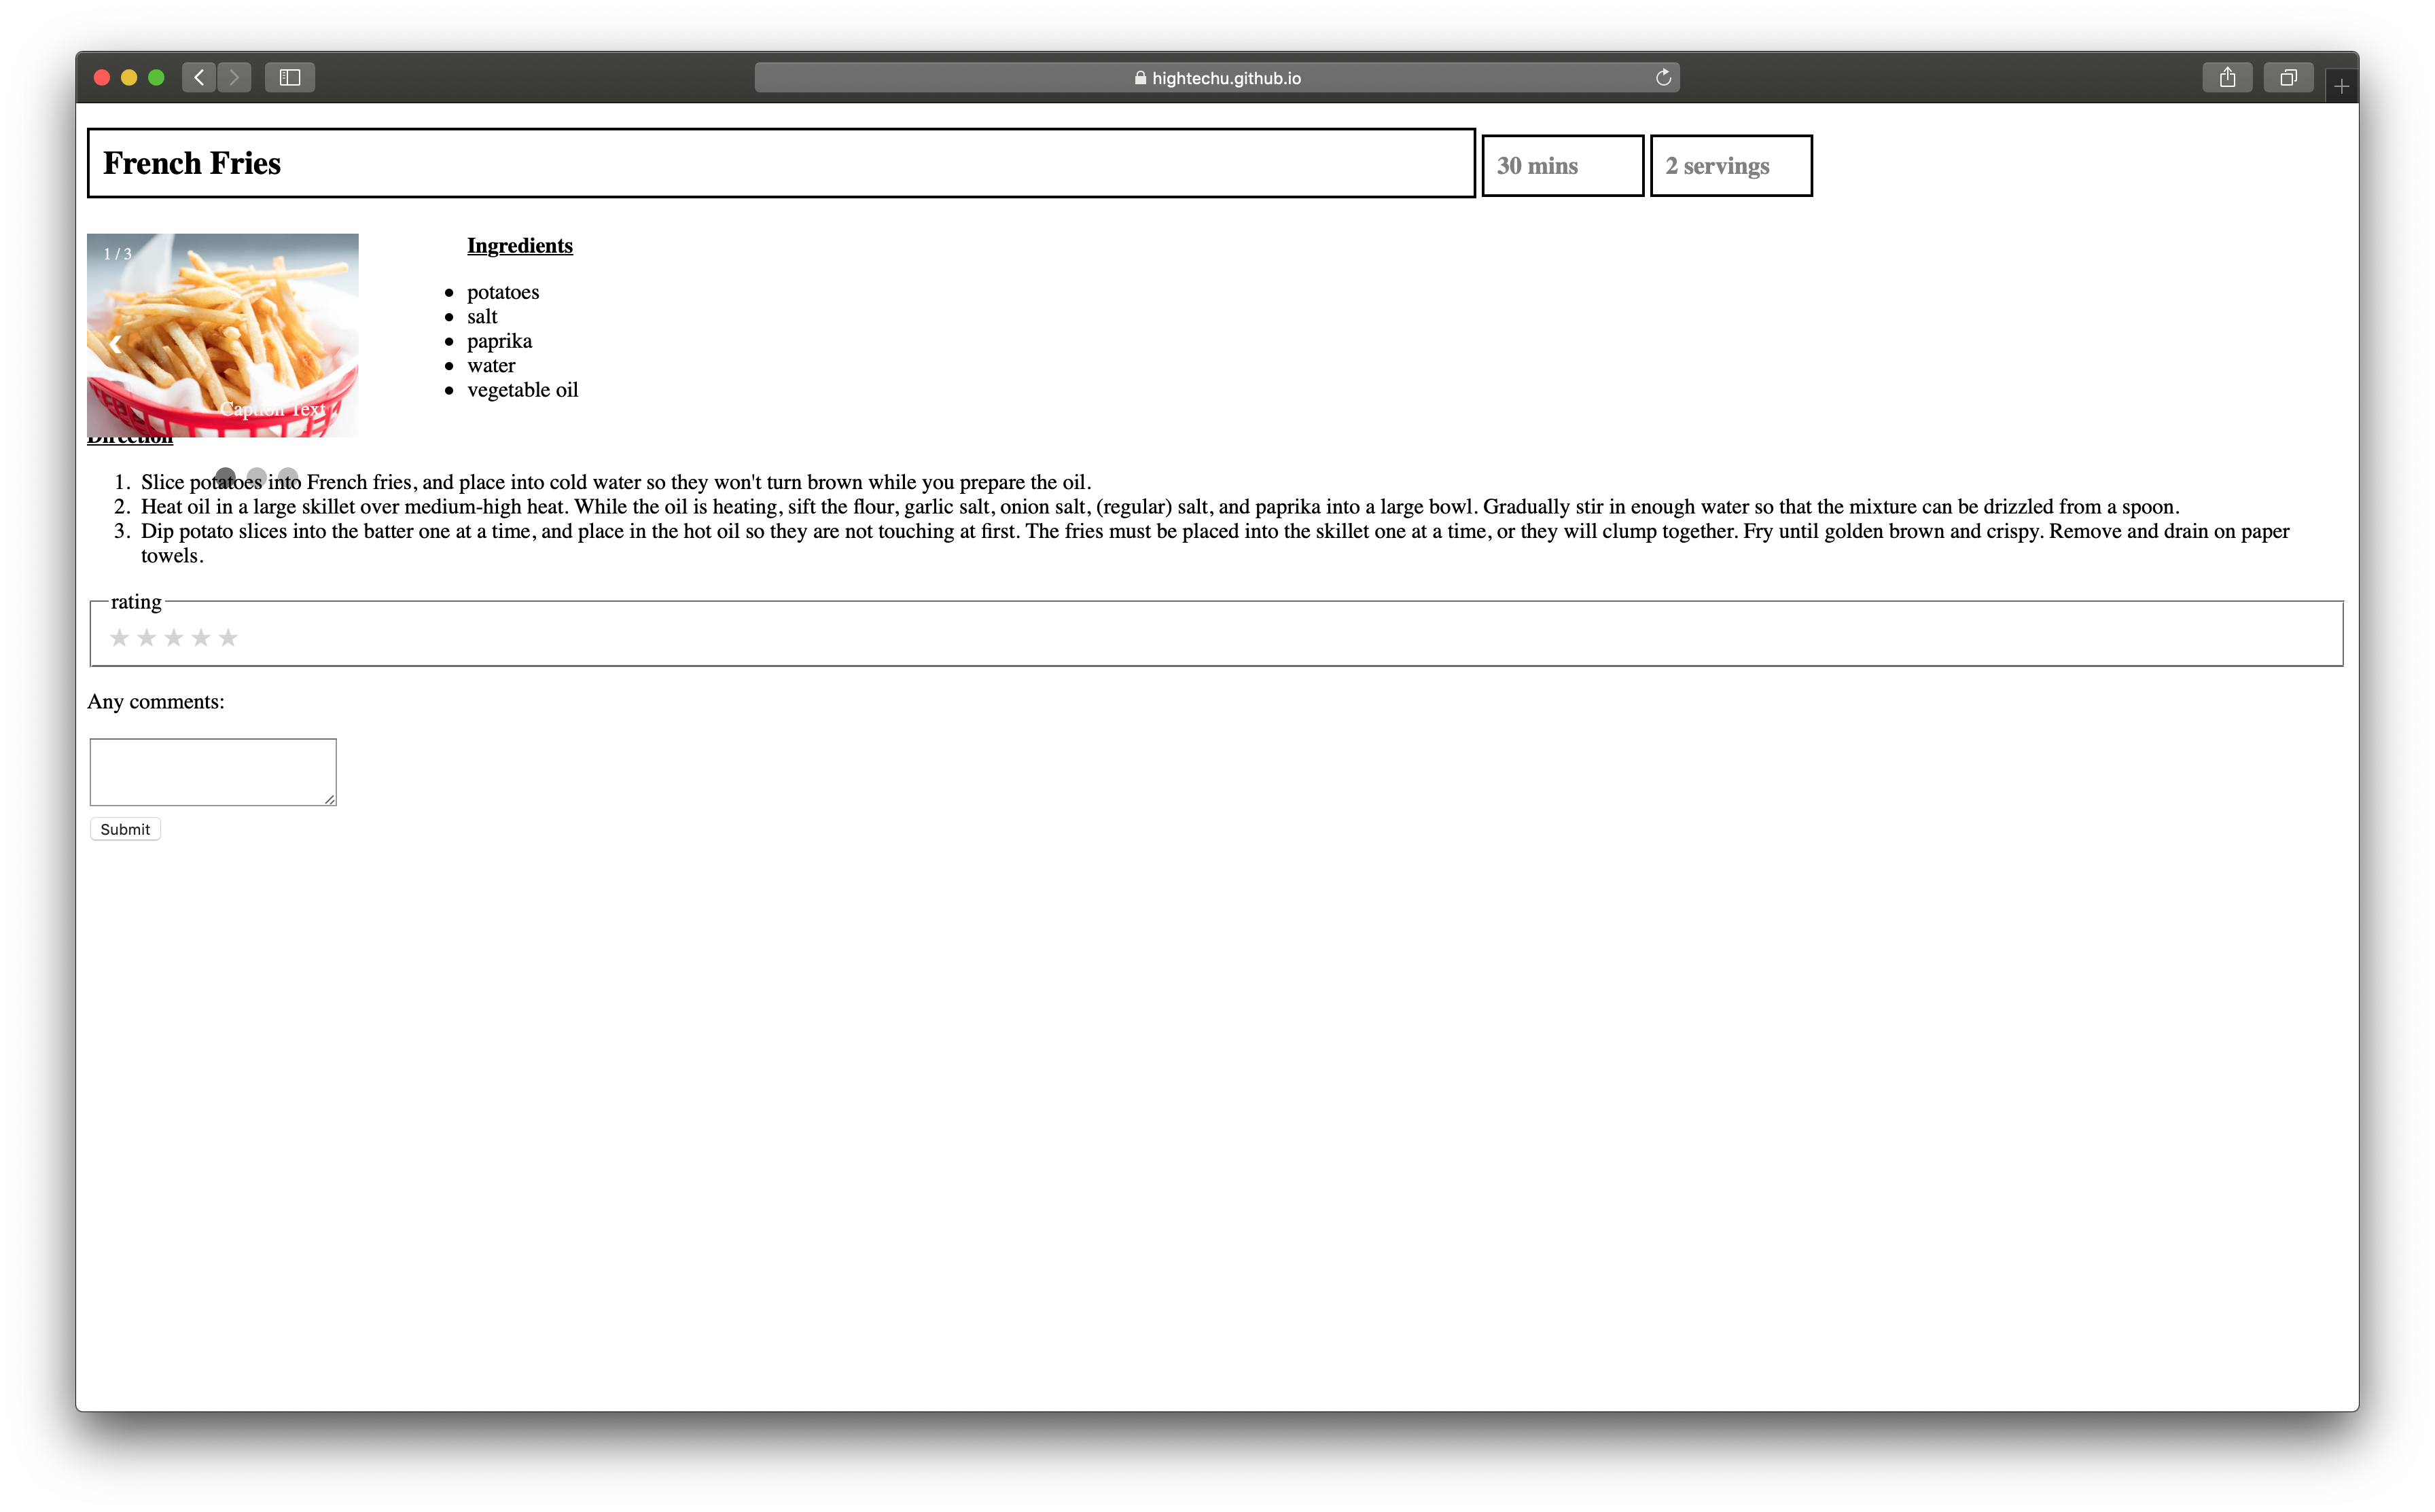 hightechu.github.io
French Fries
30 mins
2 servings
1 / 3
Caption Text
Ingredients
potatoes
salt
paprika
water
vegetable oil
Direction
1. Slice potatoes into French fries, and place into cold water so they won't turn brown while you prepare the oil.
2. Heat oil in a large skillet over medium-high heat. While the oil is heating, sift the flour, garlic salt, onion salt, (regular) salt, and paprika into a large bowl. Gradually stir in enough water so that the mixture can be drizzled from a spoon.
3. Dip potato slices into the batter one at a time, and place in the hot oil so they are not touching at first. The fries must be placed into the skillet one at a time, or they will clump together. Fry until golden brown and crispy. Remove and drain on paper
towels.
rating
★ ★ ★ ★ ★
Any comments:
Submit